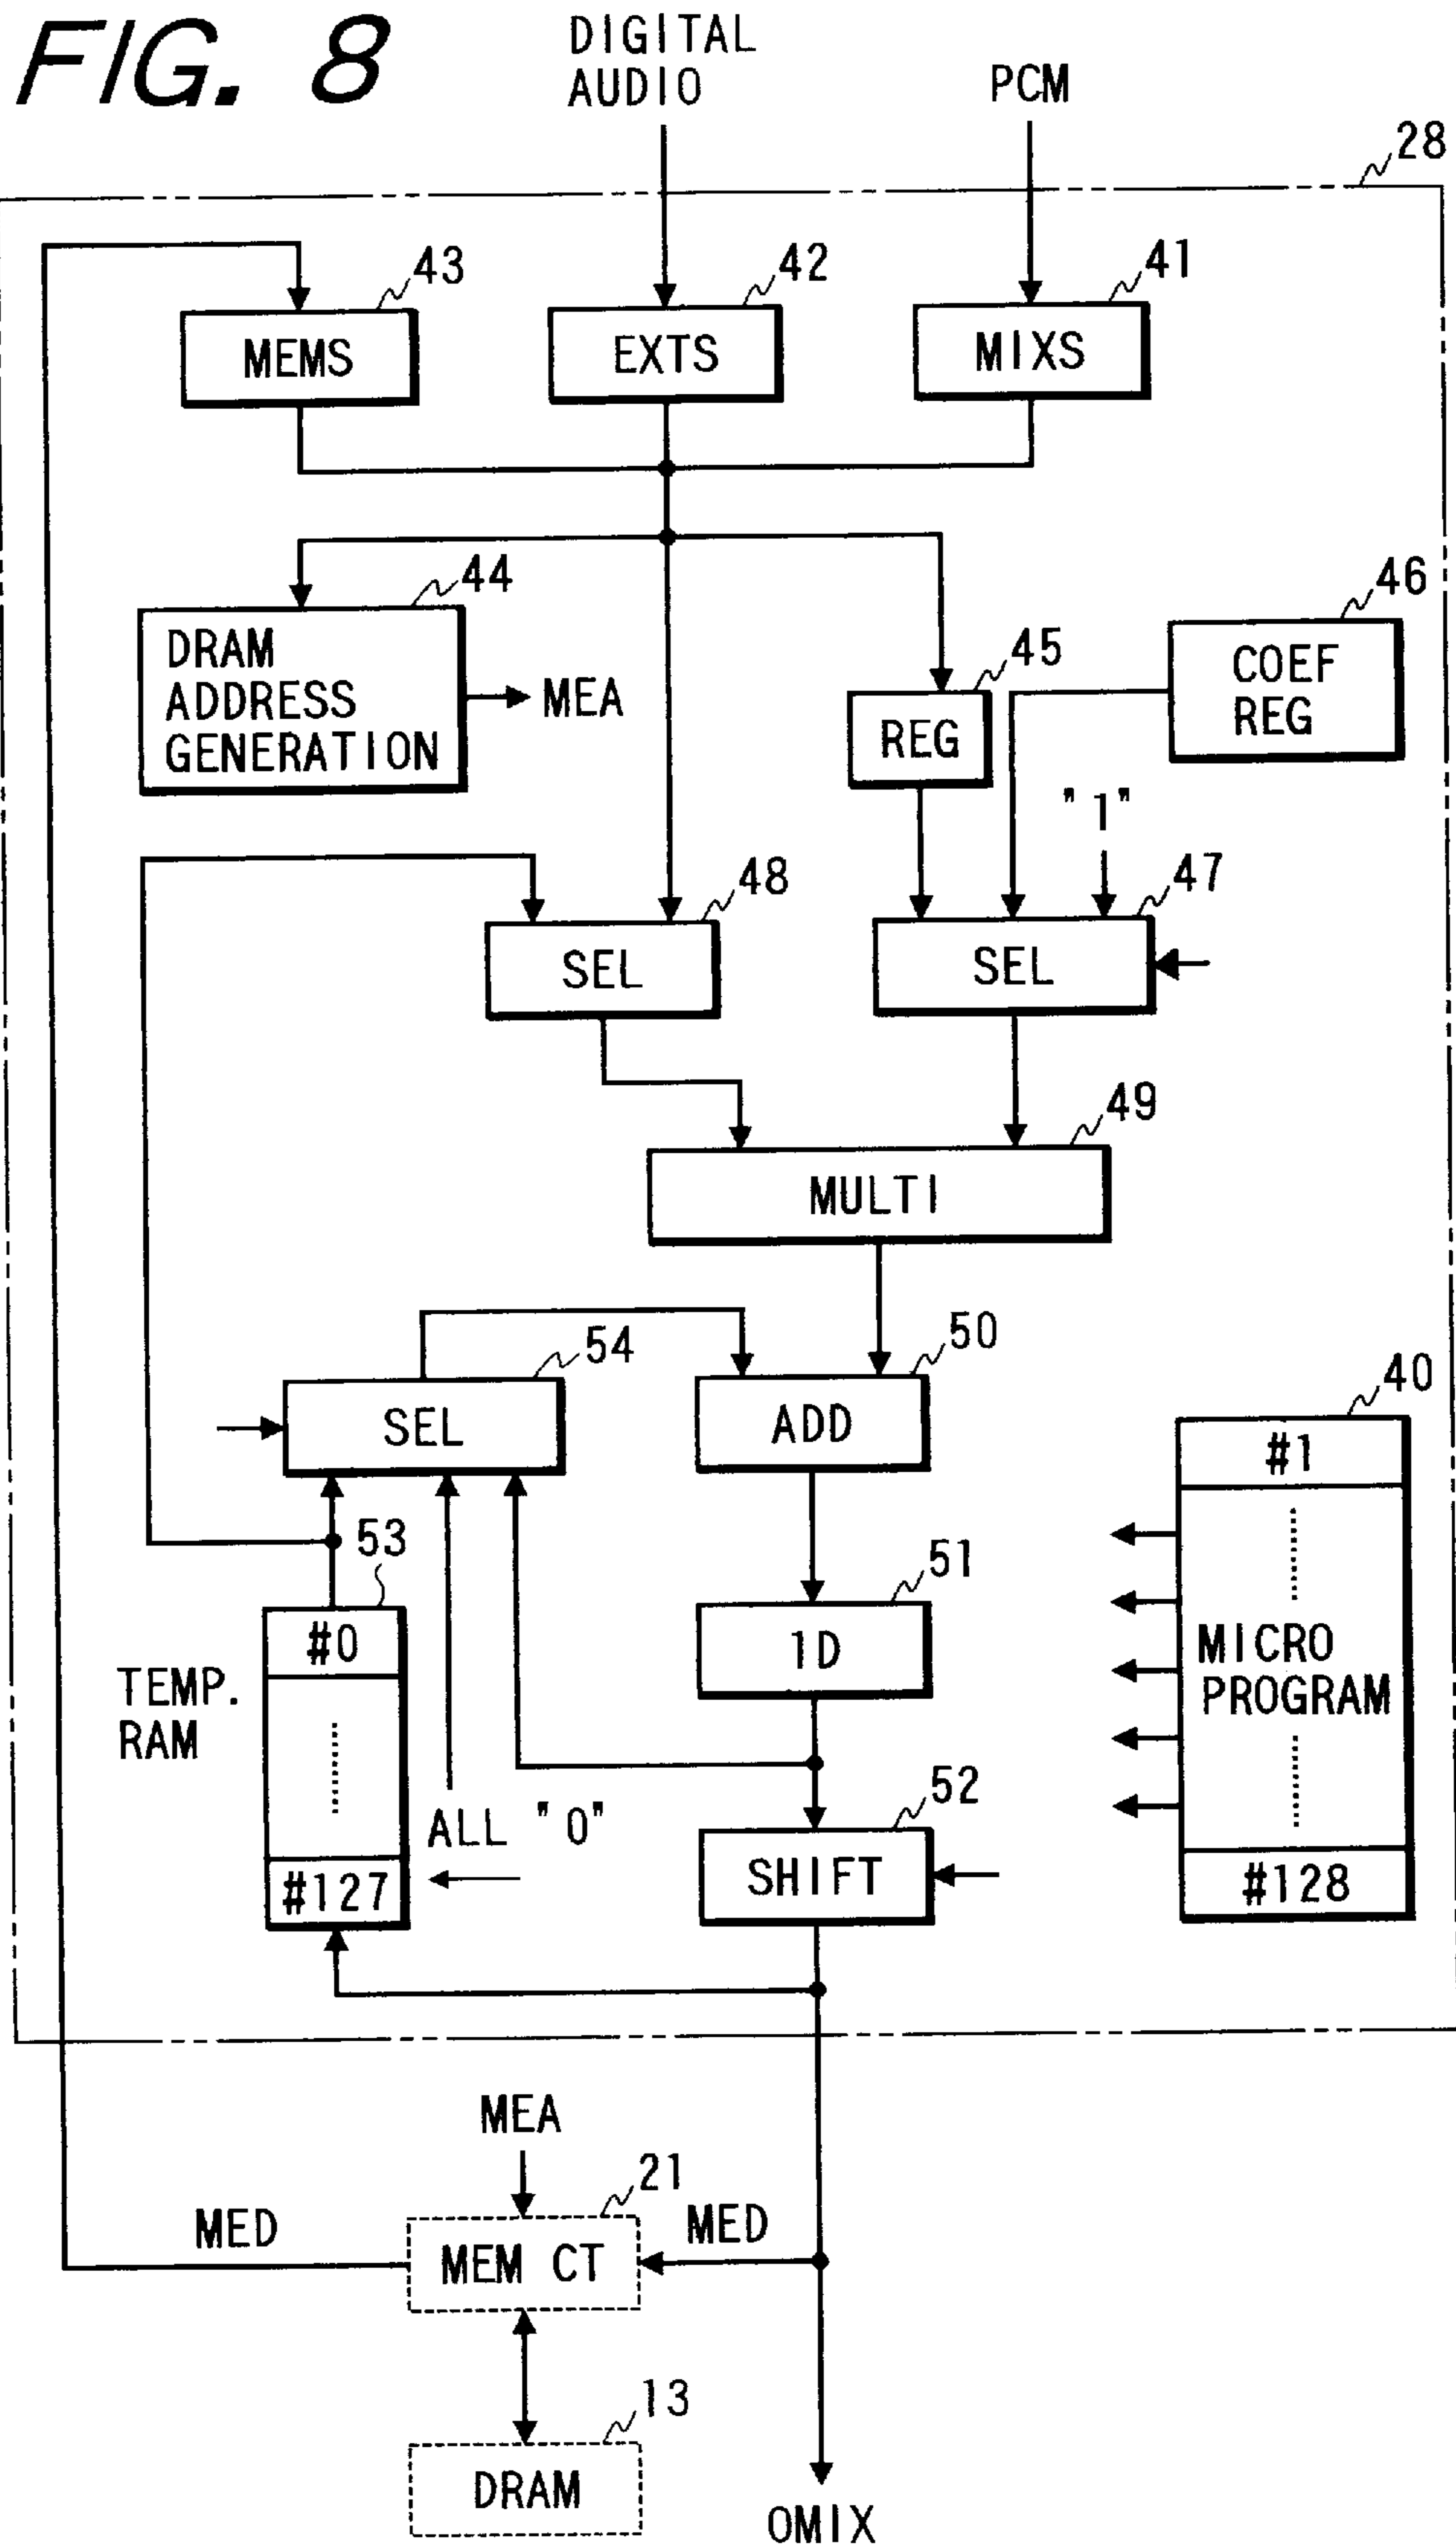 FIG. 8
DIGITAL
AUDIO
PCM
28
43
42
41
MEMS
EXTS
MIXS
44
46
45
DRAM
ADDRESS
GENERATION
MEA
REG
COEF
REG
"1"
48
47
SEL
SEL
49
MULTI
54
50
40
SEL
ADD
#1
53
51
#0
1D
MICRO
PROGRAM
TEMP.
RAM
52
ALL "0"
#127
SHIFT
#128
MEA
21
MED
MED
MEM CT
13
DRAM
OMIX